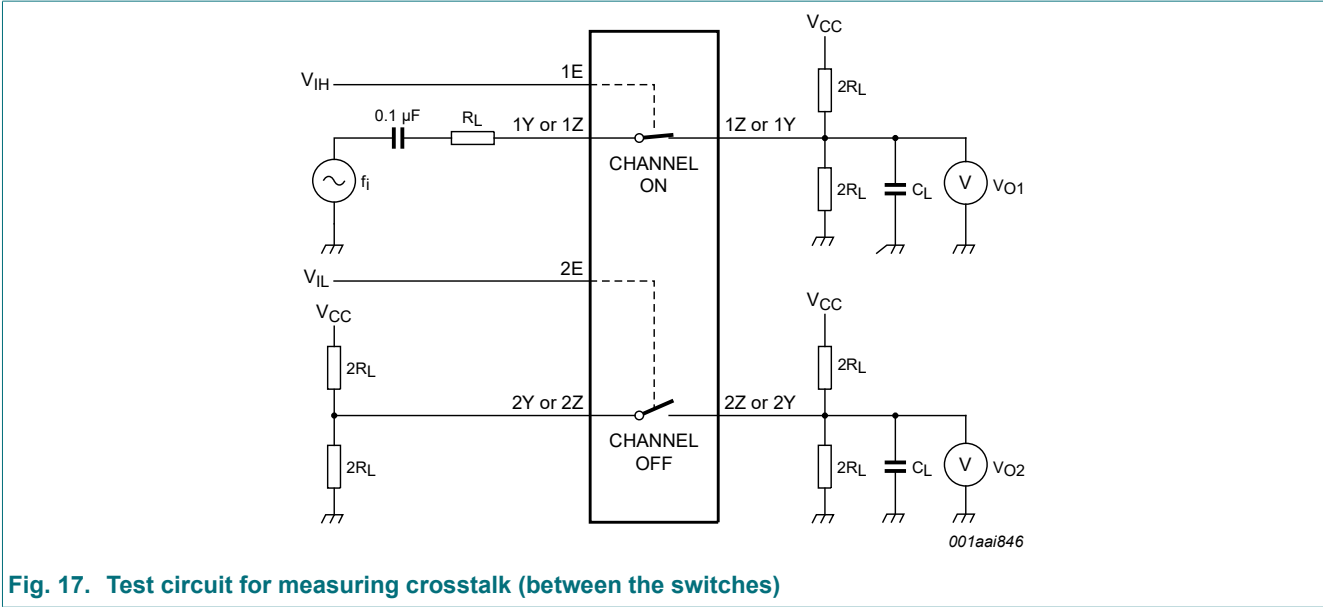 VCC
1E
VIH
2RL
0.1 µF
RL
1Y or 1Z
1Z or 1Y
fi
CHANNEL
ON
2RL
CL
V
VO1
2E
VIL
VCC
VCC
2RL
2RL
2Y or 2Z
2Z or 2Y
CHANNEL
OFF
2RL
2RL
CL
V
VO2
001aai846
Fig. 17. Test circuit for measuring crosstalk (between the switches)